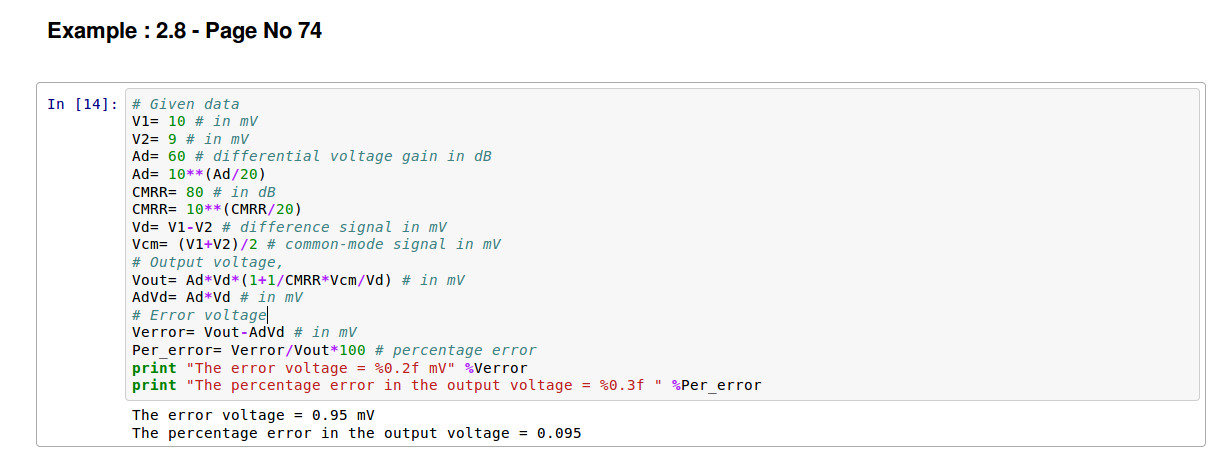 Example : 2.8 - Page No 74
In [14]: # Given data
V1= 10 # in mV
V2= 9 # in mV
Ad= 60 # differential voltage gain in dB
Ad= 10**(Ad/20)
CMRR= 80 # in dB
CMRR= 10**(CMRR/20)
Vd= V1-V2 # difference signal in mV
Vcm= (V1+V2)/2 # common-mode signal in mV
# Output voltage,
Vout= Ad*Vd*(1+1/CMRR*Vcm/Vd) # in mV
AdVd= Ad*Vd # in mV
# Error voltage
Verror= Vout-AdVd # in mV
Per_error= Verror/Vout*100 # percentage error
print "The error voltage = %0.2f mV" %Verror
print "The percentage error in the output voltage = %0.3f " %Per_error
The error voltage = 0.95 mV
The percentage error in the output voltage = 0.095